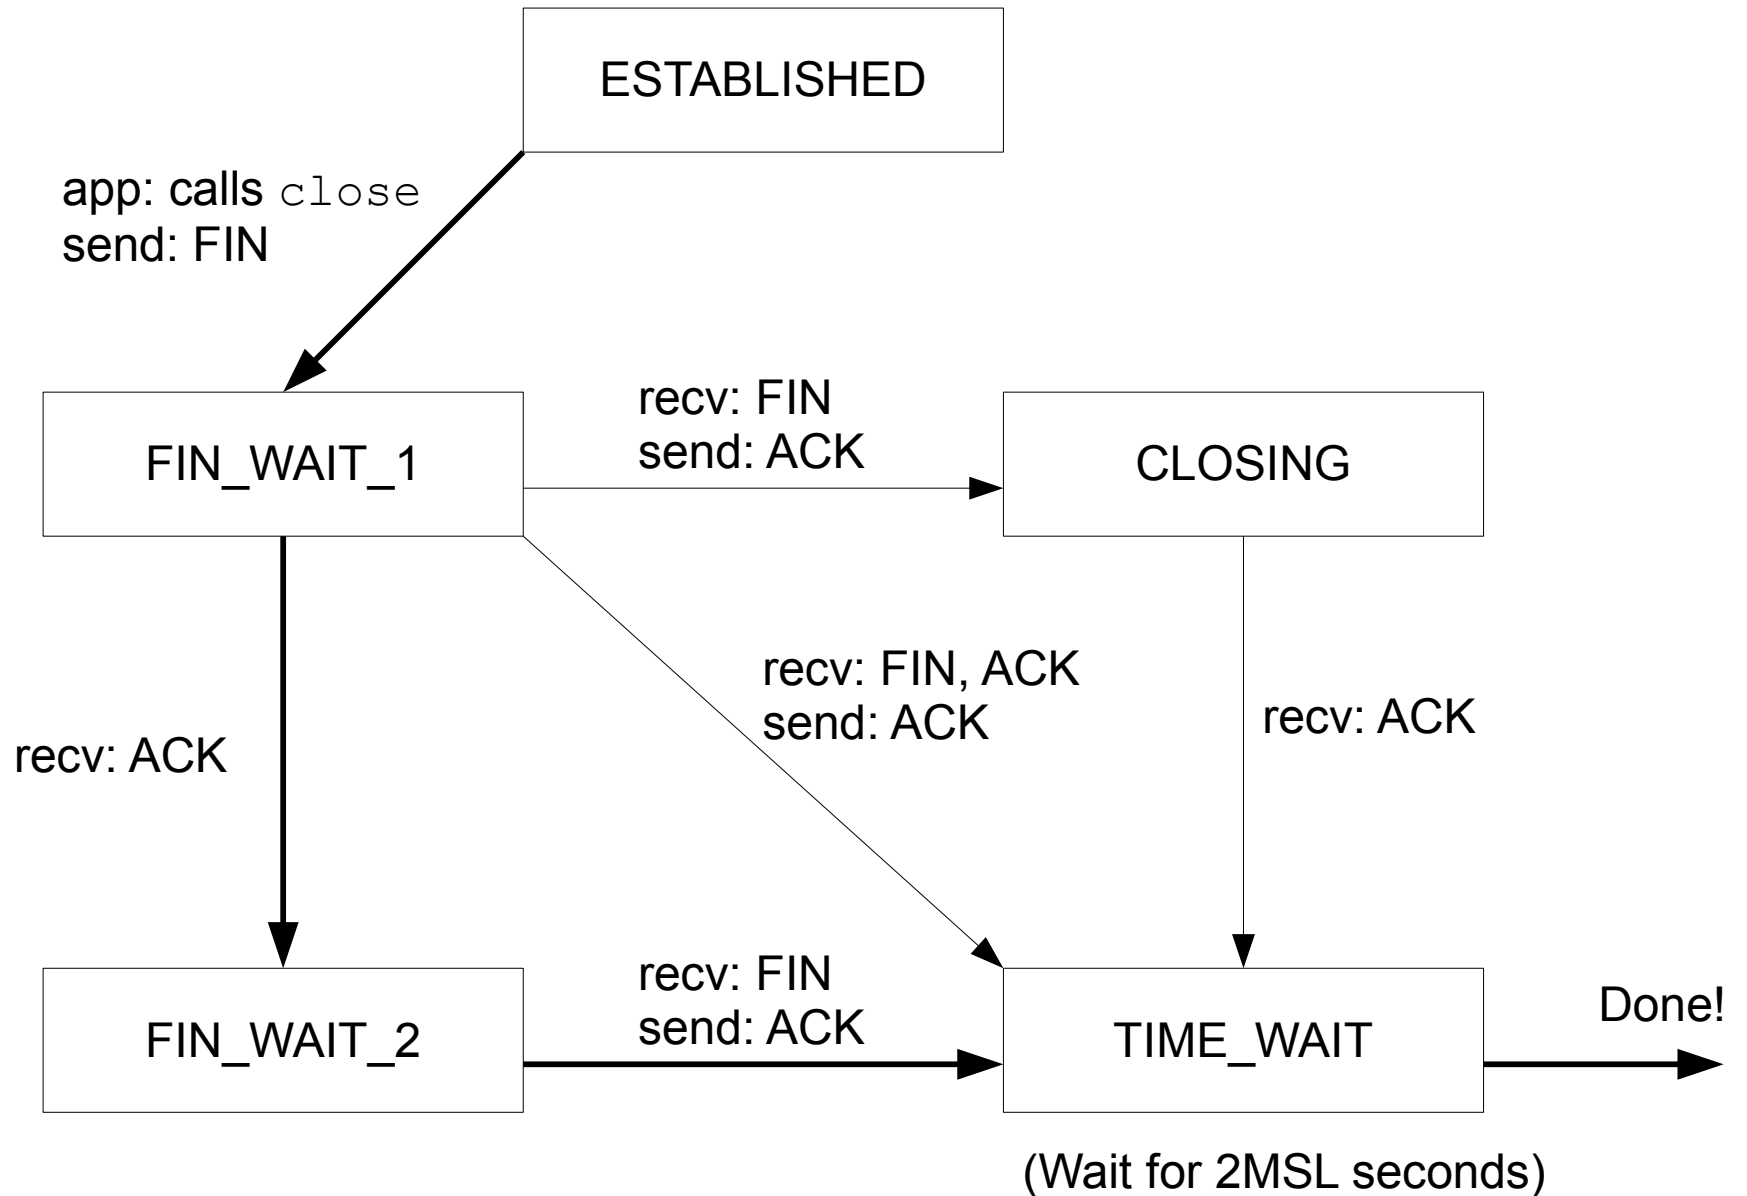 ESTABLISHED
app: calls close
send: FIN
recv: FIN
send: ACK
FIN_WAIT_1
CLOSING
recv: FIN, ACK
send: ACK
recv: ACK
recv: ACK
recv: FIN
send: ACK
Done!
FIN_WAIT_2
TIME_WAIT
(Wait for 2MSL seconds)